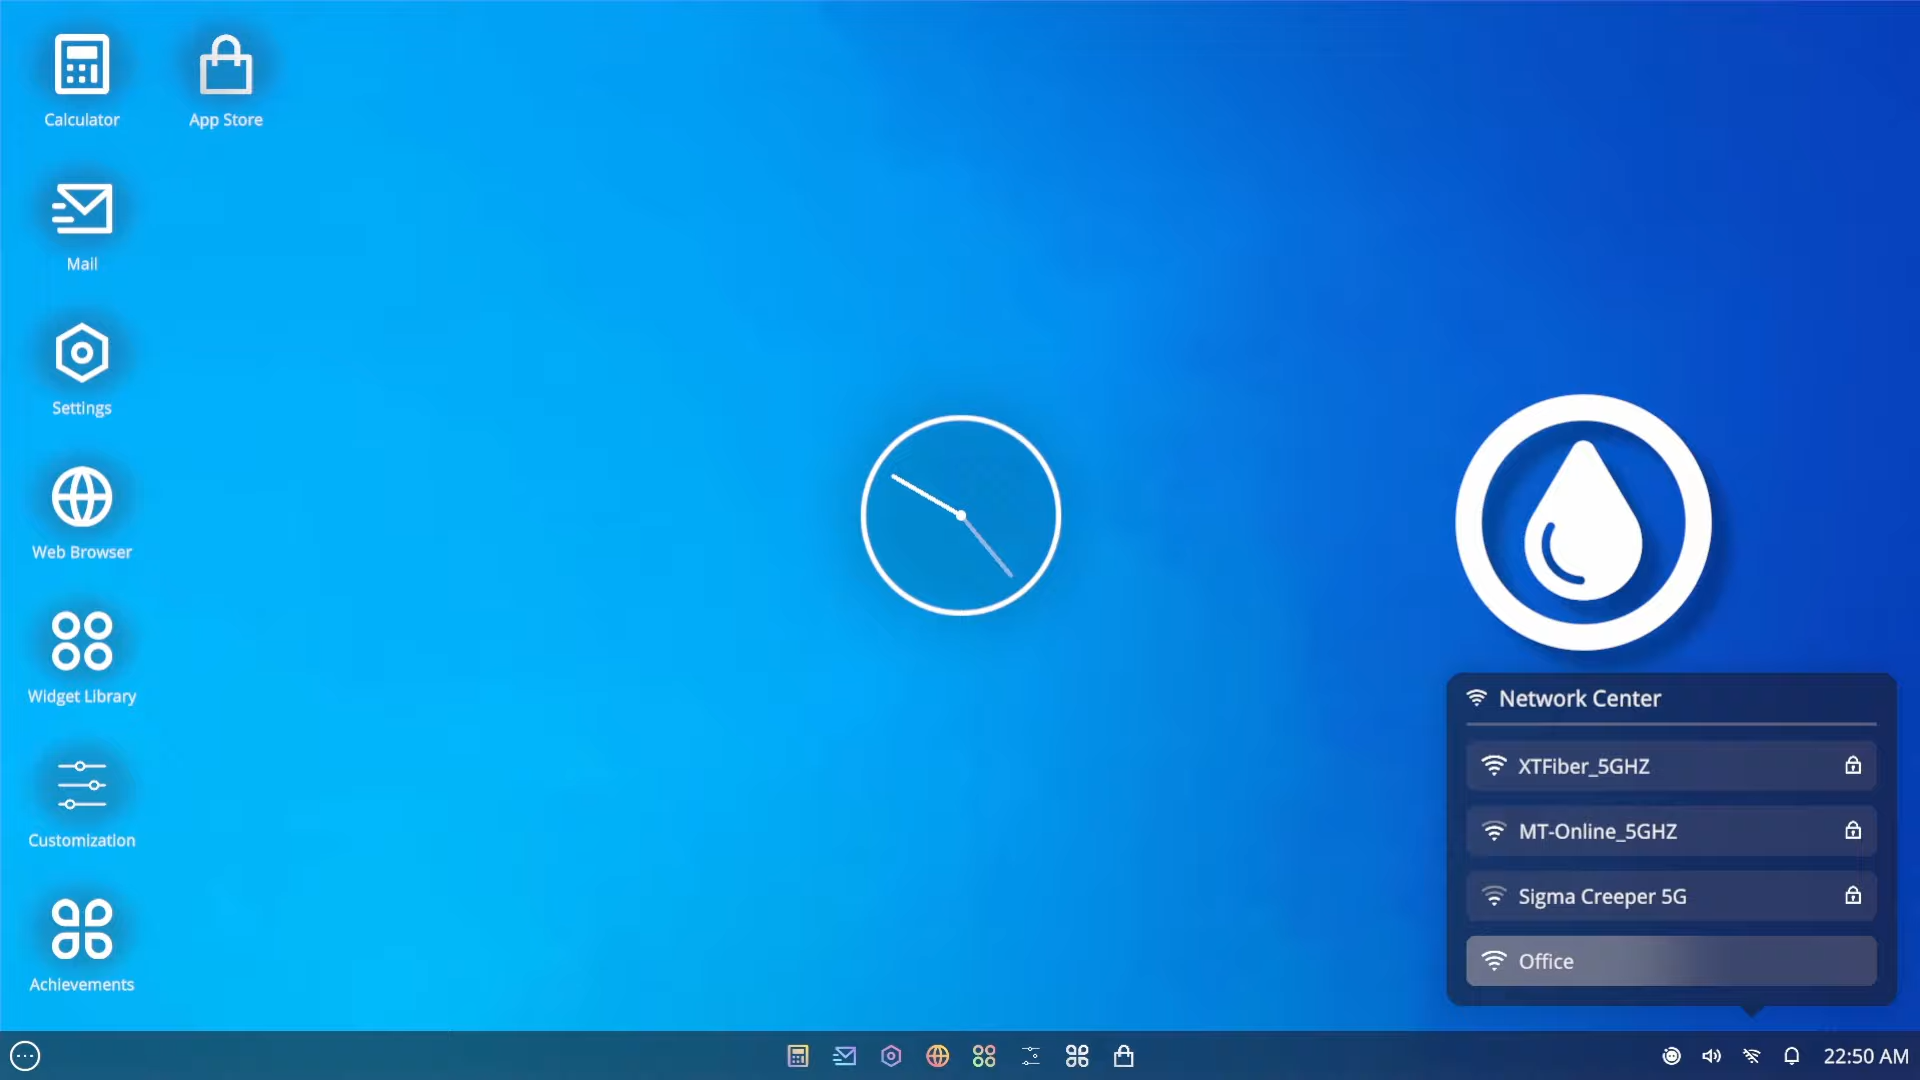 Calculator
App Store
Mail
Settings
Web Browser
Widget Library
Customization
Achievements
Network Center
XTFiber_5GHZ
MT-Online_5GHZ
Sigma Creeper 5G
Office
22:50 AM